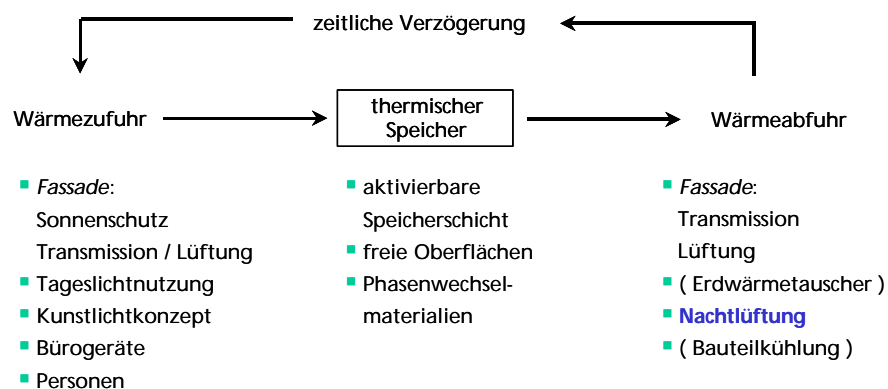 zeitliche Verzögerung
Wärmezufuhr
thermischer
Speicher
Wärmeabfuhr
Fassade:
Sonnenschutz
Transmission / Lüftung
Tageslichtnutzung
Kunstlichtkonzept
Bürogeräte
Personen
aktivierbare
Speicherschicht
freie Oberflächen
Phasenwechsel-
materialien
Fassade:
Transmission
Lüftung
( Erdwärmetauscher )
Nachtlüftung
( Bauteilkühlung )